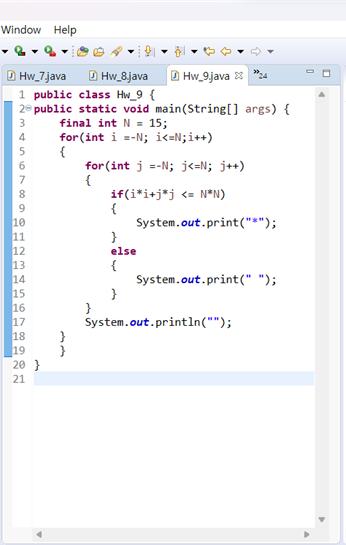 Window Help
Hw_7.java Hw_8.java Hw_9.java »24
1 public class Hw_9 {
2 public static void main(String[] args) {
3     final int N = 15;
4     for(int i =-N; i<=N;i++)
5     {
6         for(int j =-N; j<=N; j++)
7         {
8             if(i*i+j*j <= N*N)
9             {
10                 System.out.print("*");
11             }
12             else
13             {
14                 System.out.print(" ");
15             }
16         }
17         System.out.println("");
18     }
19     }
20 }
21